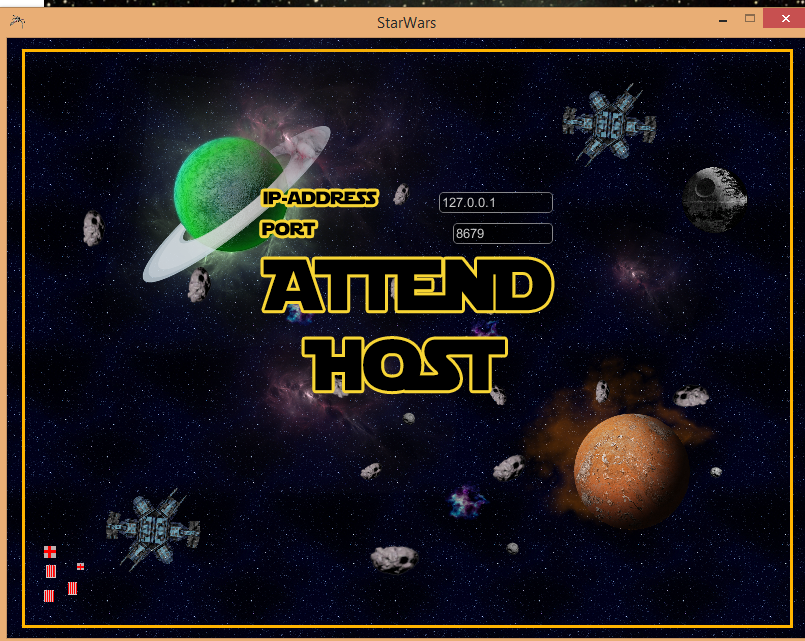 StarWars
IP-ADDRESS 127.0.0.1
PORT 8679
ATTEND
HOST